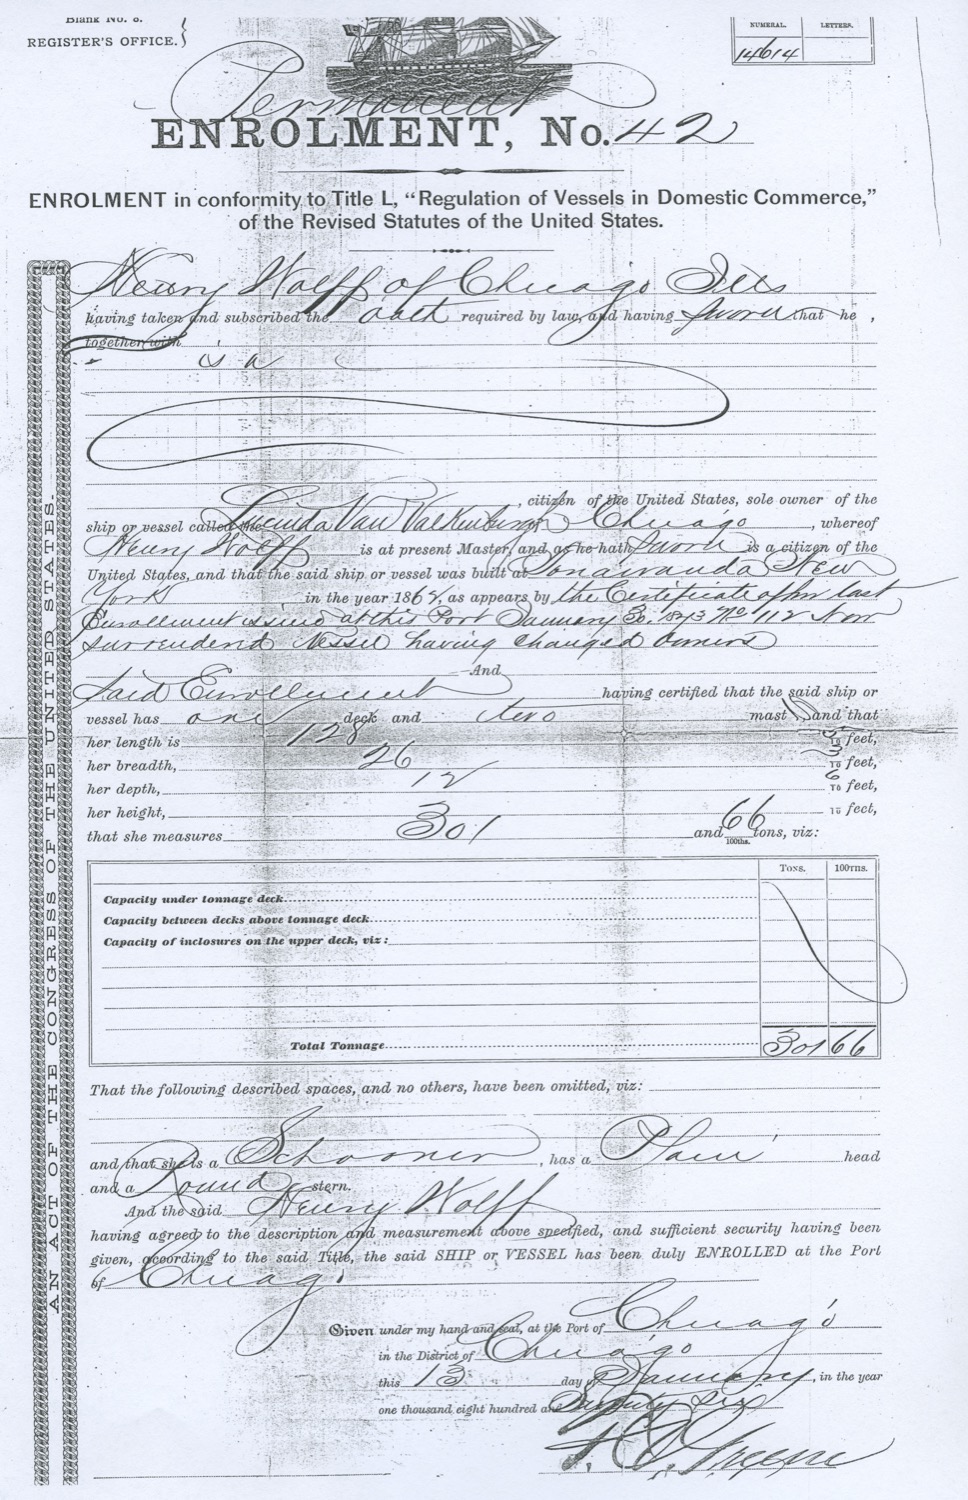 Blank No. 8.
REGISTER'S OFFICE.
NUMERAL. LETTERS.
14614
Permanent
ENROLMENT, No. 42
ENROLMENT in conformity to Title L, "Regulation of Vessels in Domestic Commerce,"
of the Revised Statutes of the United States.
AN ACT OF THE CONGRESS OF THE UNITED STATES.
Henry Wolff of Chicago Ills
having taken and subscribed the oath required by law, and having sworn that he ,
together with
is a
, citizen of the United States, sole owner of the
ship or vessel called the Lucinda Van Valkenburgh of Chicago , whereof
Henry Wolff is at present Master, and as he hath sworn is a citizen of the
United States, and that the said ship or vessel was built at Tonawanda New
York in the year 1862, as appears by the Certificate of her last
Enrollment issued at this Port January 30. 1873 No 112 Now
surrendered Vessel having changed owners
And
Said Enrollment having certified that the said ship or
vessel has one deck and two mast s and that
her length is 128 10 feet,
her breadth, 26 10 feet,
her depth, 12 10 feet,
her height, 10 feet,
that she measures 301 and 66 100ths. tons, viz:
TONS. 100THS.
Capacity under tonnage deck
Capacity between decks above tonnage deck
Capacity of inclosures on the upper deck, viz:
Total Tonnage 301 66
That the following described spaces, and no others, have been omitted, viz:
and that she is a Schooner , has a Plain head
and a Round stern.
And the said Henry Wolff
having agreed to the description and measurement above specified, and sufficient security having been
given, according to the said Title, the said SHIP or VESSEL has been duly ENROLLED at the Port
of Chicago
Given under my hand and seal, at the Port of Chicago
in the District of Chicago
this 13 day of January , in the year
one thousand eight hundred and Seventy Six